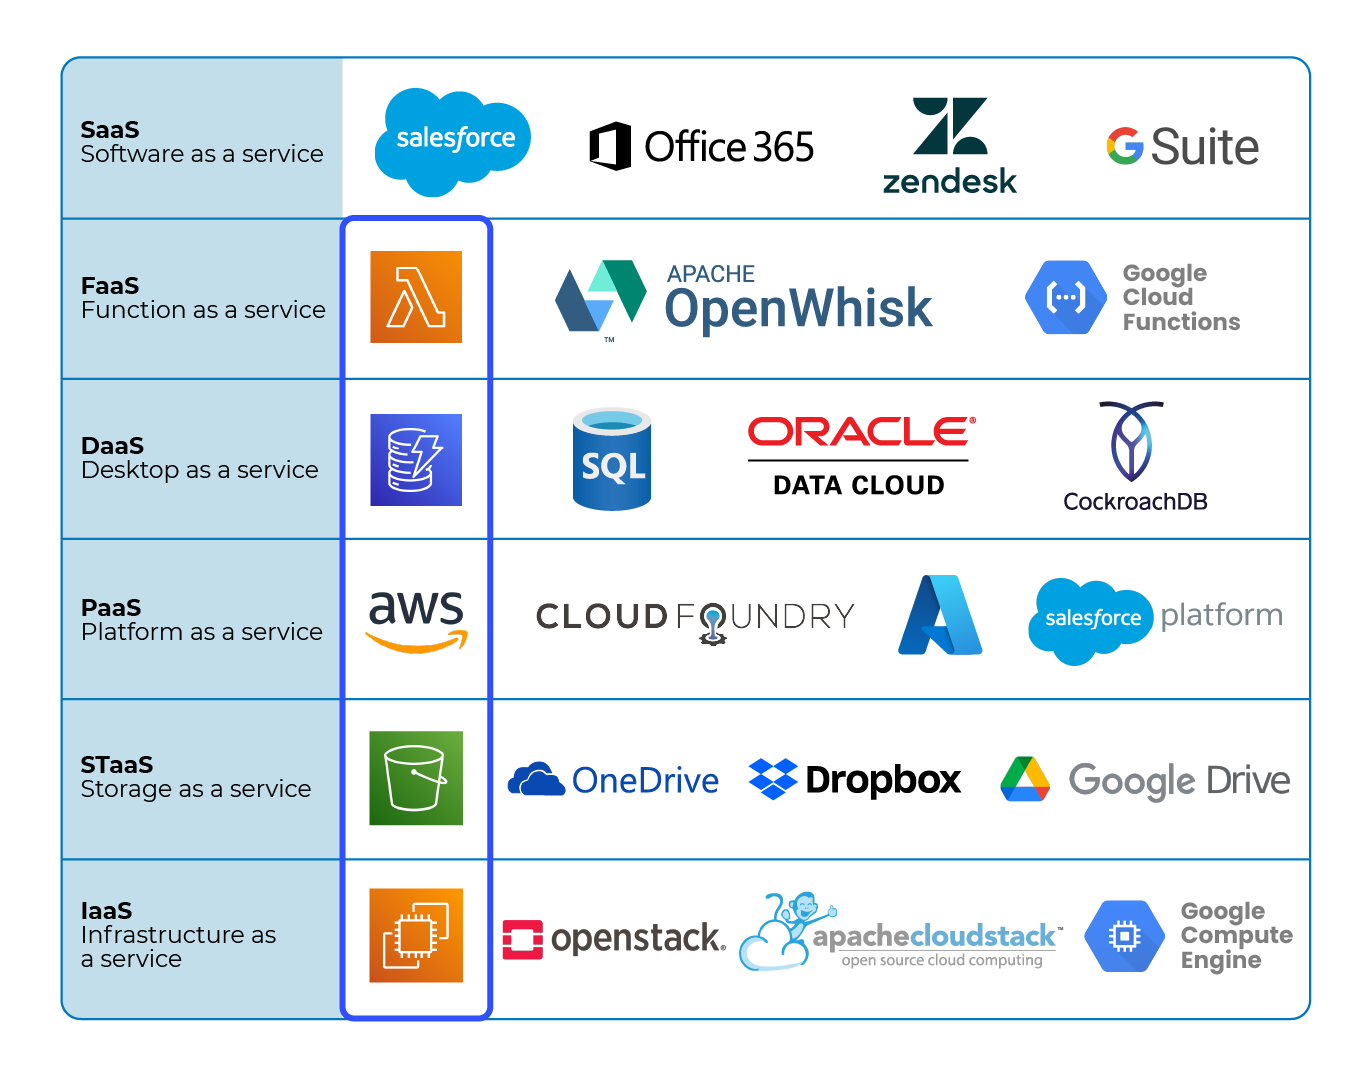 SaaS
Software as a service
salesforce
Office 365
zendesk
G Suite
FaaS
Function as a service
APACHE
OpenWhisk
TM
Google
Cloud
Functions
DaaS
Desktop as a service
SQL
ORACLE®
DATA CLOUD
CockroachDB
PaaS
Platform as a service
aws
CLOUD FOUNDRY
salesforce platform
STaaS
Storage as a service
OneDrive
Dropbox
Google Drive
IaaS
Infrastructure as
a service
openstack®
apachecloudstack™
open source cloud computing
Google
Compute
Engine